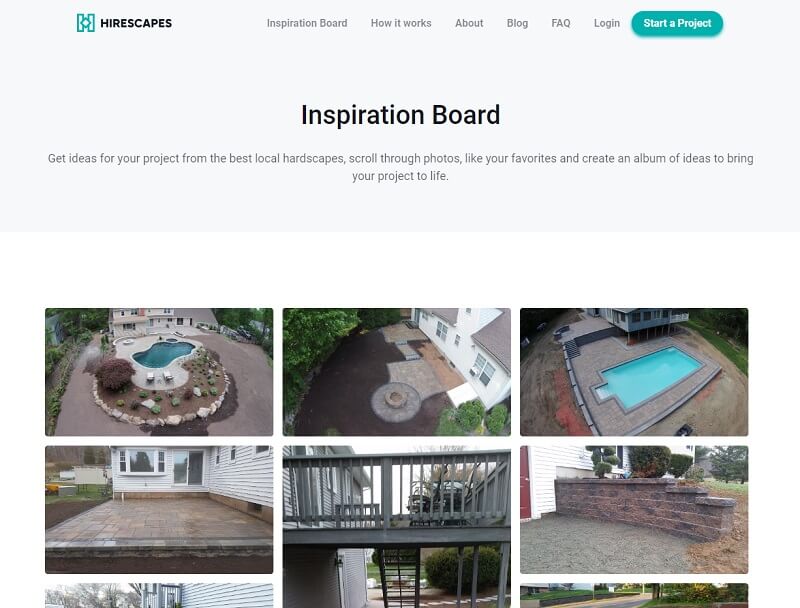 HIRESCAPES
Inspiration Board
How it works
About
Blog
FAQ
Login
Start a Project
Inspiration Board
Get ideas for your project from the best local hardscapes, scroll through photos, like your favorites and create an album of ideas to bring
your project to life.